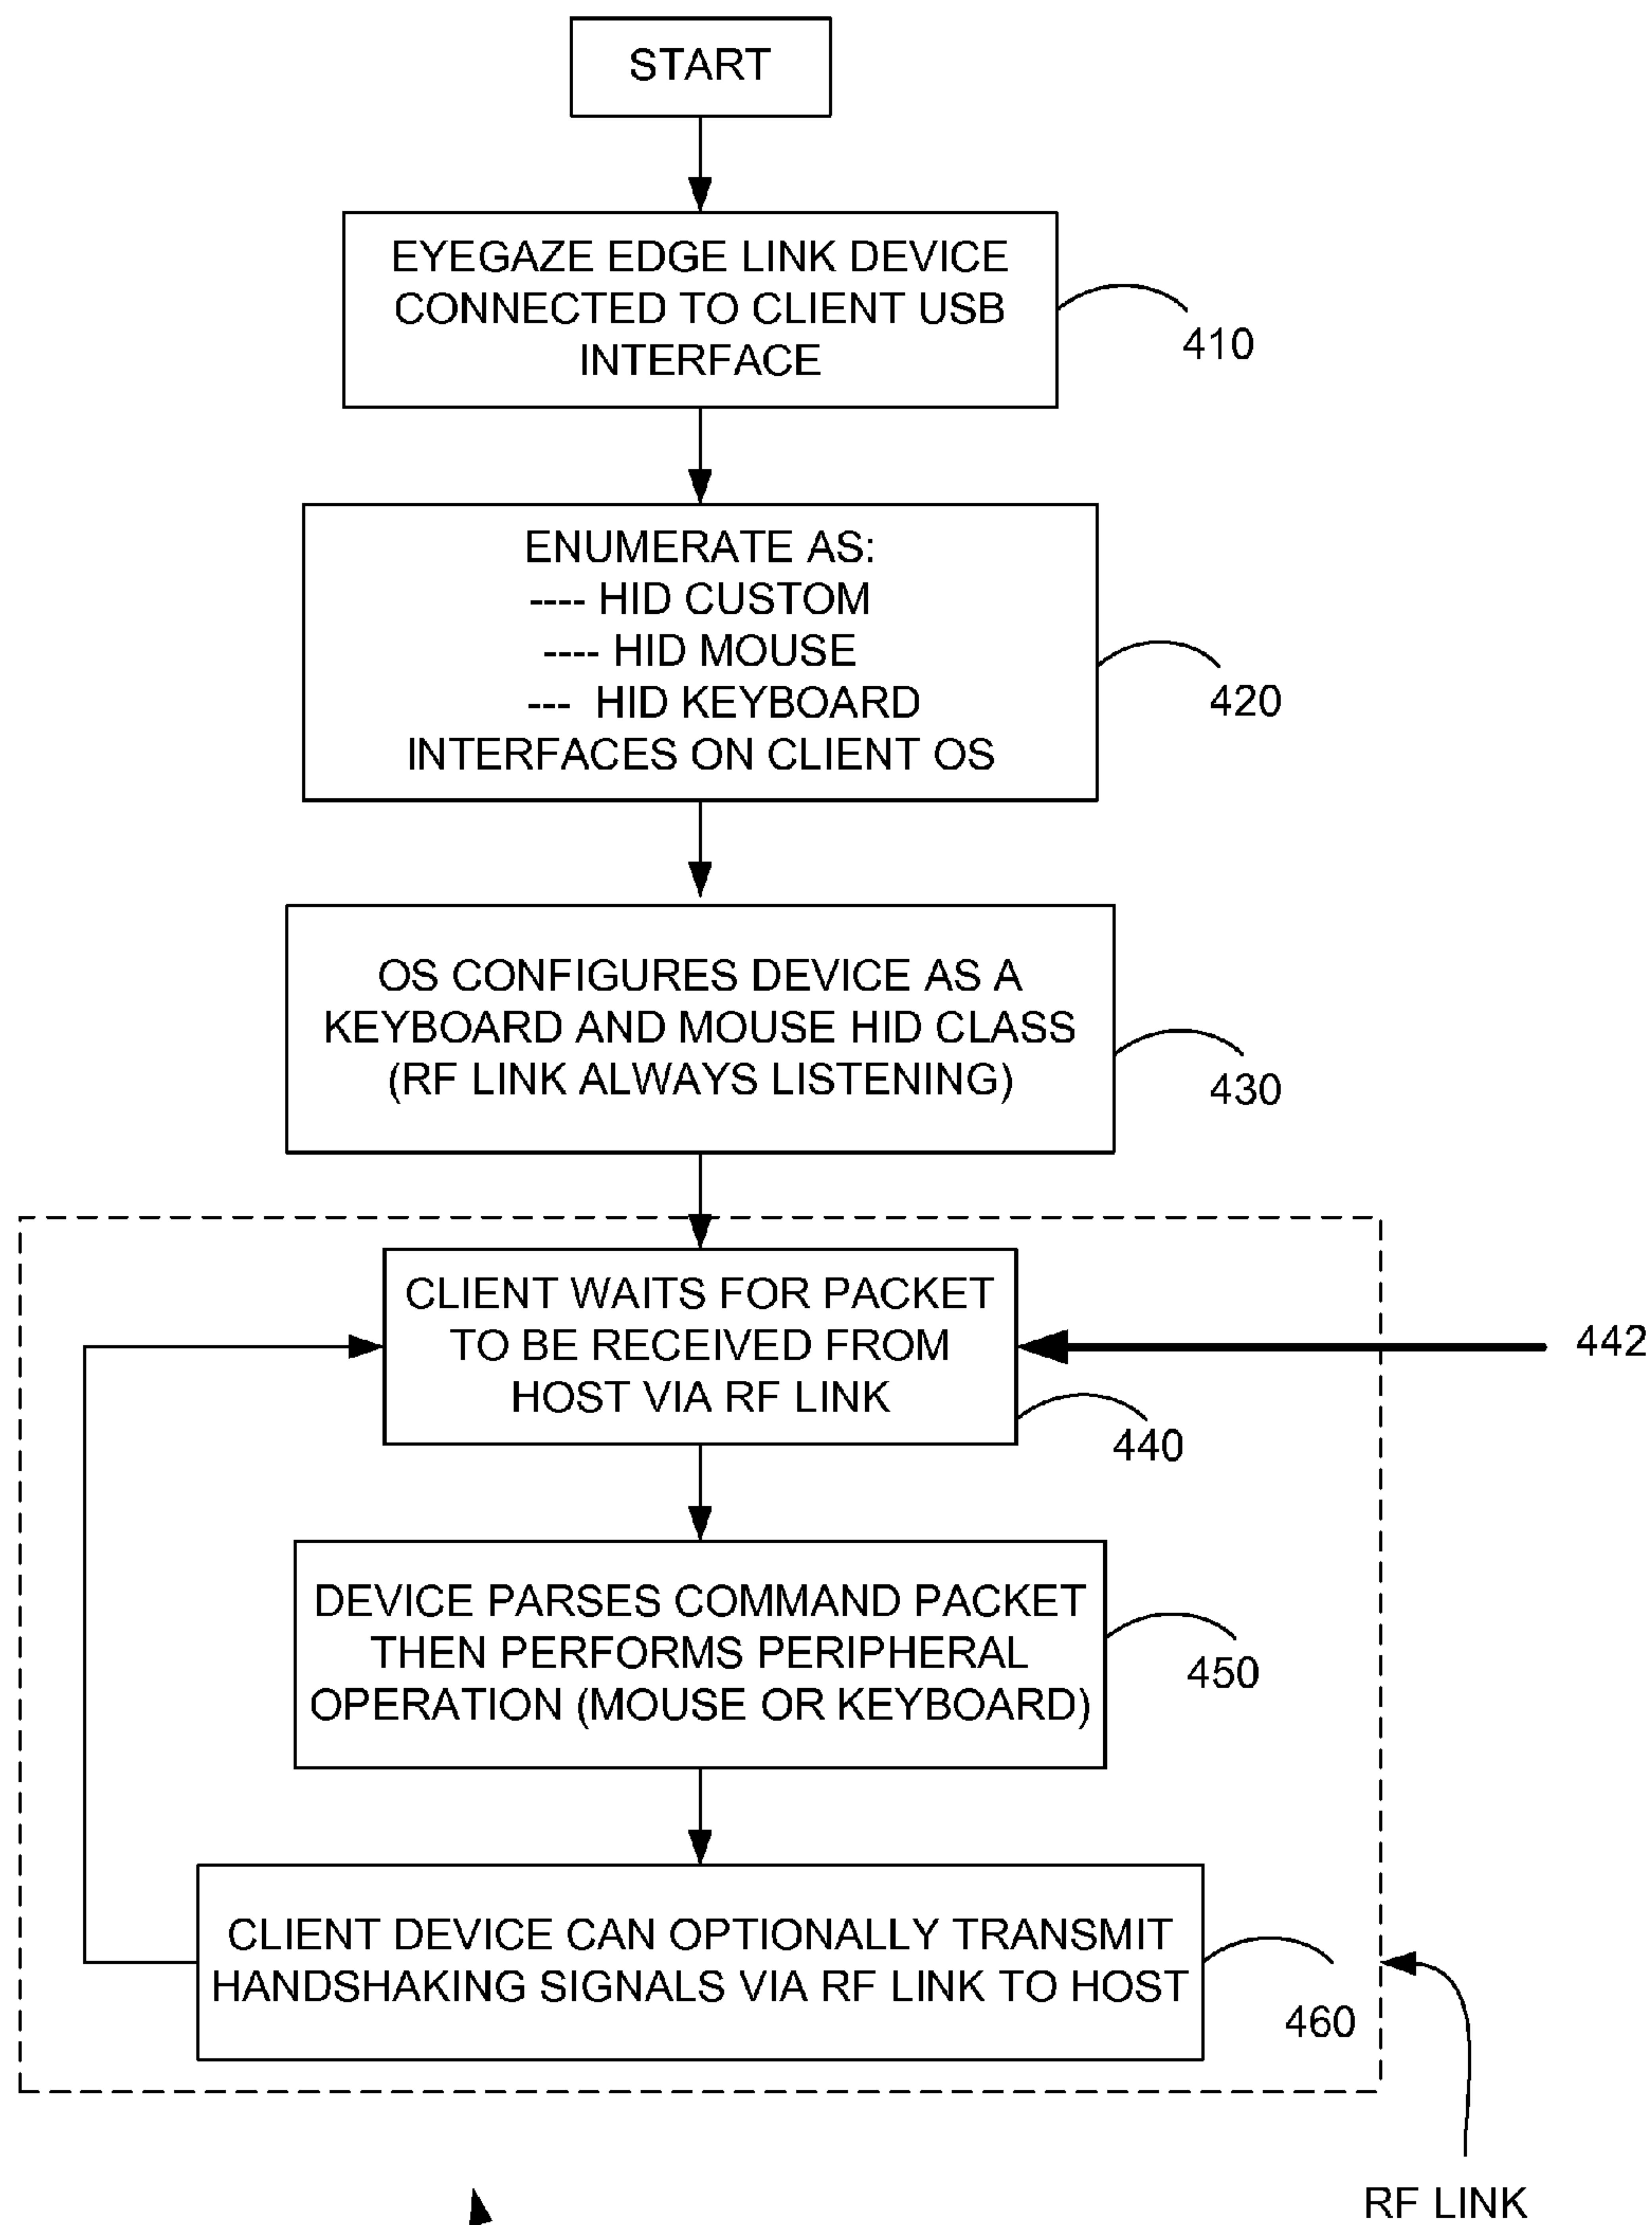 START
EYEGAZE EDGE LINK DEVICE
CONNECTED TO CLIENT USB
INTERFACE
410
ENUMERATE AS:
---- HID CUSTOM
---- HID MOUSE
--- HID KEYBOARD
INTERFACES ON CLIENT OS
420
OS CONFIGURES DEVICE AS A
KEYBOARD AND MOUSE HID CLASS
(RF LINK ALWAYS LISTENING)
430
CLIENT WAITS FOR PACKET
TO BE RECEIVED FROM
HOST VIA RF LINK
442
440
DEVICE PARSES COMMAND PACKET
THEN PERFORMS PERIPHERAL
OPERATION (MOUSE OR KEYBOARD)
450
CLIENT DEVICE CAN OPTIONALLY TRANSMIT
HANDSHAKING SIGNALS VIA RF LINK TO HOST
460
RF LINK